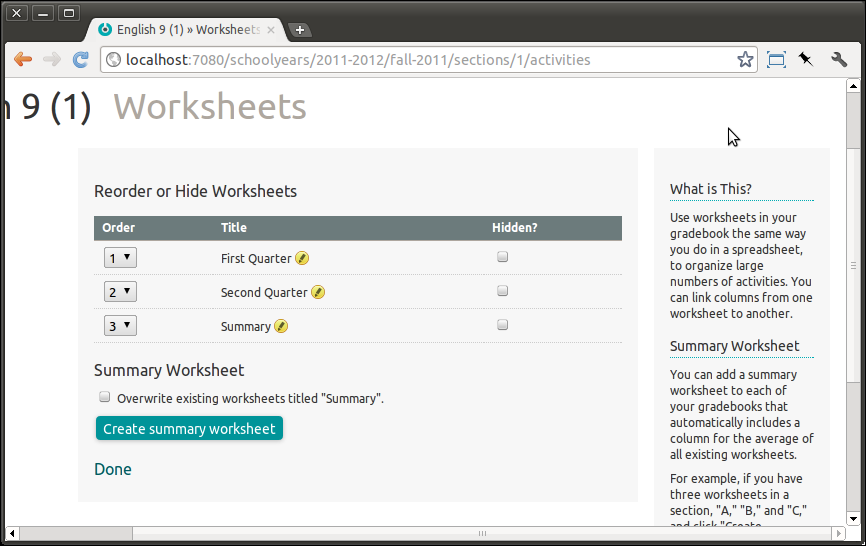 English 9 (1) » Worksheets
localhost:7080/schoolyears/2011-2012/fall-2011/sections/1/activities
9 (1) Worksheets
Reorder or Hide Worksheets
Order Title Hidden?
1 First Quarter
2 Second Quarter
3 Summary
Summary Worksheet
Overwrite existing worksheets titled "Summary".
Create summary worksheet
Done
What is This?
Use worksheets in your
gradebook the same way
you do in a spreadsheet,
to organize large
numbers of activities. You
can link columns from one
worksheet to another.
Summary Worksheet
You can add a summary
worksheet to each of
your gradebooks that
automatically includes a
column for the average of
all existing worksheets.
For example, if you have
three worksheets in a
section, "A," "B," and "C,"
and click "Create